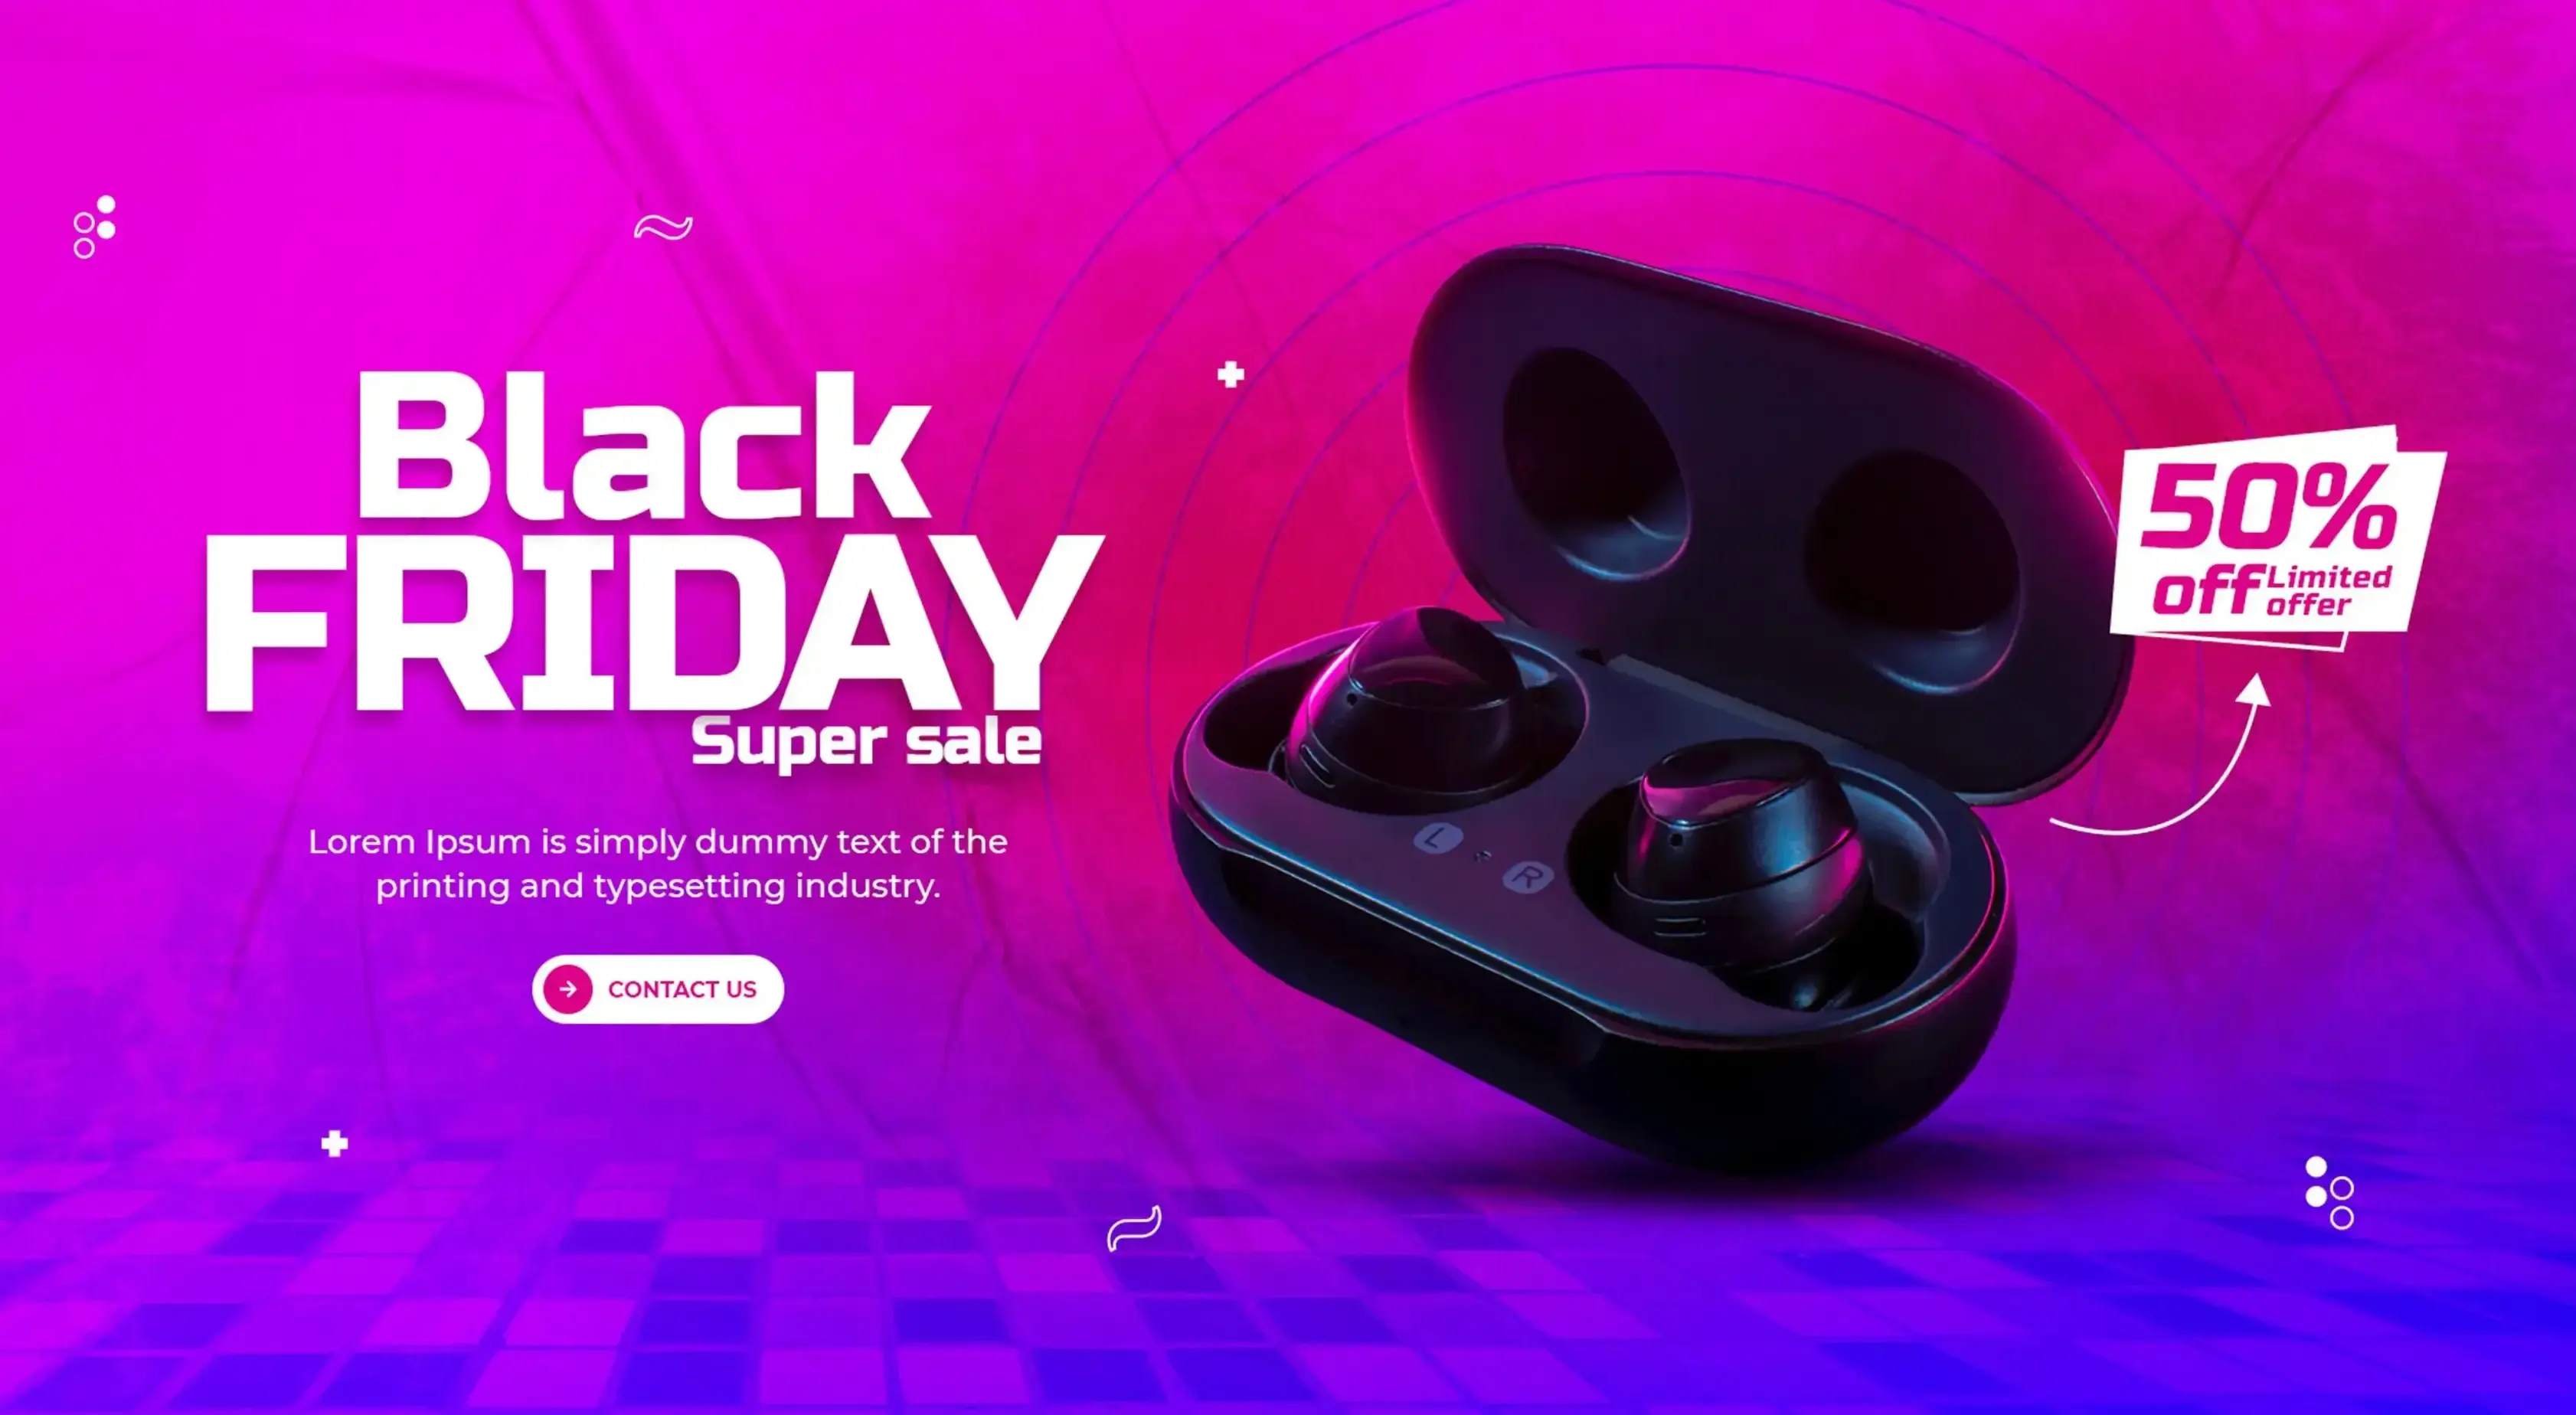 Black
FRIDAY
Super sale
Lorem Ipsum is simply dummy text of the
printing and typesetting industry.
CONTACT US
50%
off Limited
offer
L
R